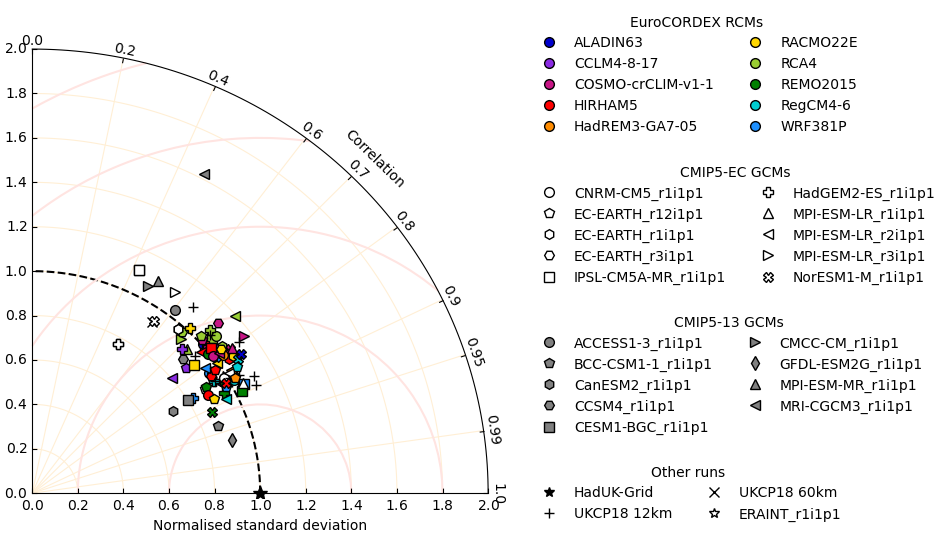 EuroCORDEX RCMs
ALADIN63
RACMO22E
CCLM4-8-17
RCA4
COSMO-crCLIM-v1-1
REMO2015
HIRHAM5
RegCM4-6
HadREM3-GA7-05
WRF381P
CMIP5-EC GCMs
CNRM-CM5_r1i1p1
HadGEM2-ES_r1i1p1
EC-EARTH_r12i1p1
MPI-ESM-LR_r1i1p1
EC-EARTH_r1i1p1
MPI-ESM-LR_r2i1p1
EC-EARTH_r3i1p1
MPI-ESM-LR_r3i1p1
IPSL-CM5A-MR_r1i1p1
NorESM1-M_r1i1p1
CMIP5-13 GCMs
ACCESS1-3_r1i1p1
CMCC-CM_r1i1p1
BCC-CSM1-1_r1i1p1
GFDL-ESM2G_r1i1p1
CanESM2_r1i1p1
MPI-ESM-MR_r1i1p1
CCSM4_r1i1p1
MRI-CGCM3_r1i1p1
CESM1-BGC_r1i1p1
Other runs
HadUK-Grid
UKCP18 60km
UKCP18 12km
ERAINT_r1i1p1
0.0
0.2
0.4
0.6
0.7
0.8
0.9
0.95
0.99
1.0
Correlation
2.0
1.8
1.6
1.4
1.2
1.0
0.8
0.6
0.4
0.2
0.0
0.0 0.2 0.4 0.6 0.8 1.0 1.2 1.4 1.6 1.8 2.0
Normalised standard deviation